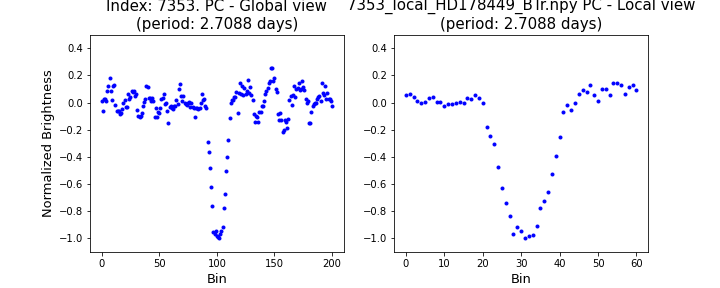 Index: 7353. PC - Global view
(period: 2.7088 days)
7353_local_HD178449_BTr.npy PC - Local view
(period: 2.7088 days)
Normalized Brightness
0.4
0.2
0.0
−0.2
−0.4
−0.6
−0.8
−1.0
0 50 100 150 200
Bin
0.4
0.2
0.0
−0.2
−0.4
−0.6
−0.8
−1.0
0 10 20 30 40 50 60
Bin